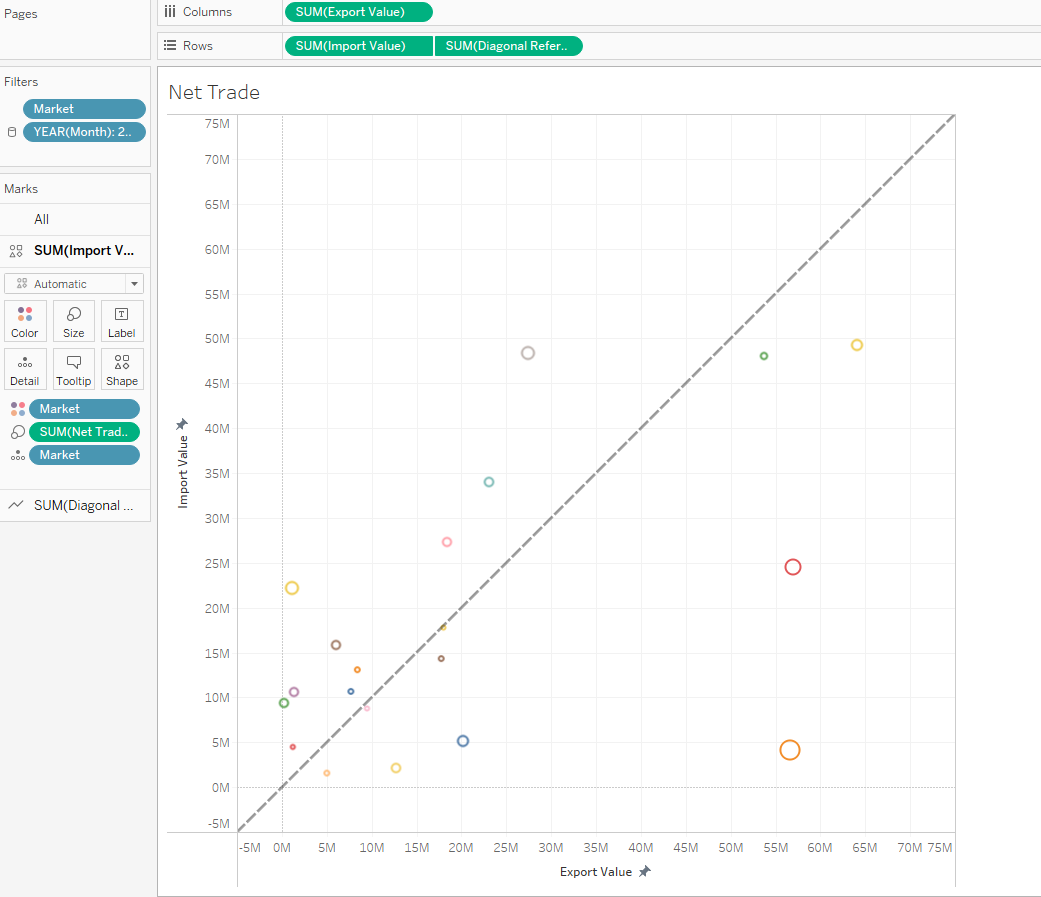 Pages
Columns
SUM(Export Value)
Rows
SUM(Import Value)
SUM(Diagonal Refer..
Filters
Market
YEAR(Month): 2..
Marks
All
SUM(Import V...
Automatic
Color
Size
Label
Detail
Tooltip
Shape
Market
SUM(Net Trad..
Market
SUM(Diagonal ...
Net Trade
75M
70M
65M
60M
55M
50M
45M
40M
35M
30M
25M
20M
15M
10M
5M
0M
-5M
Import Value
-5M 0M 5M 10M 15M 20M 25M 30M 35M 40M 45M 50M 55M 60M 65M 70M 75M
Export Value